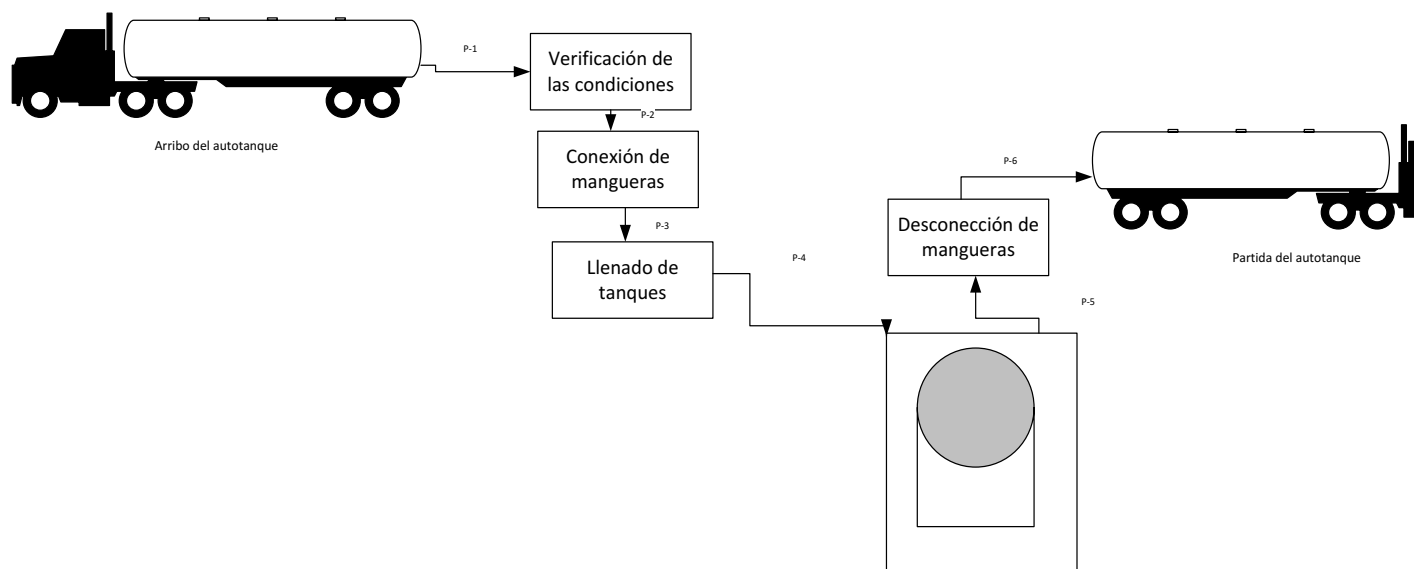 P-1
Verificación de
las condiciones
Arribo del autotanque
P-2
Conexión de
mangueras
P-3
Llenado de
tanques
P-4
P-5
Desconección de
mangueras
P-6
Partida del autotanque